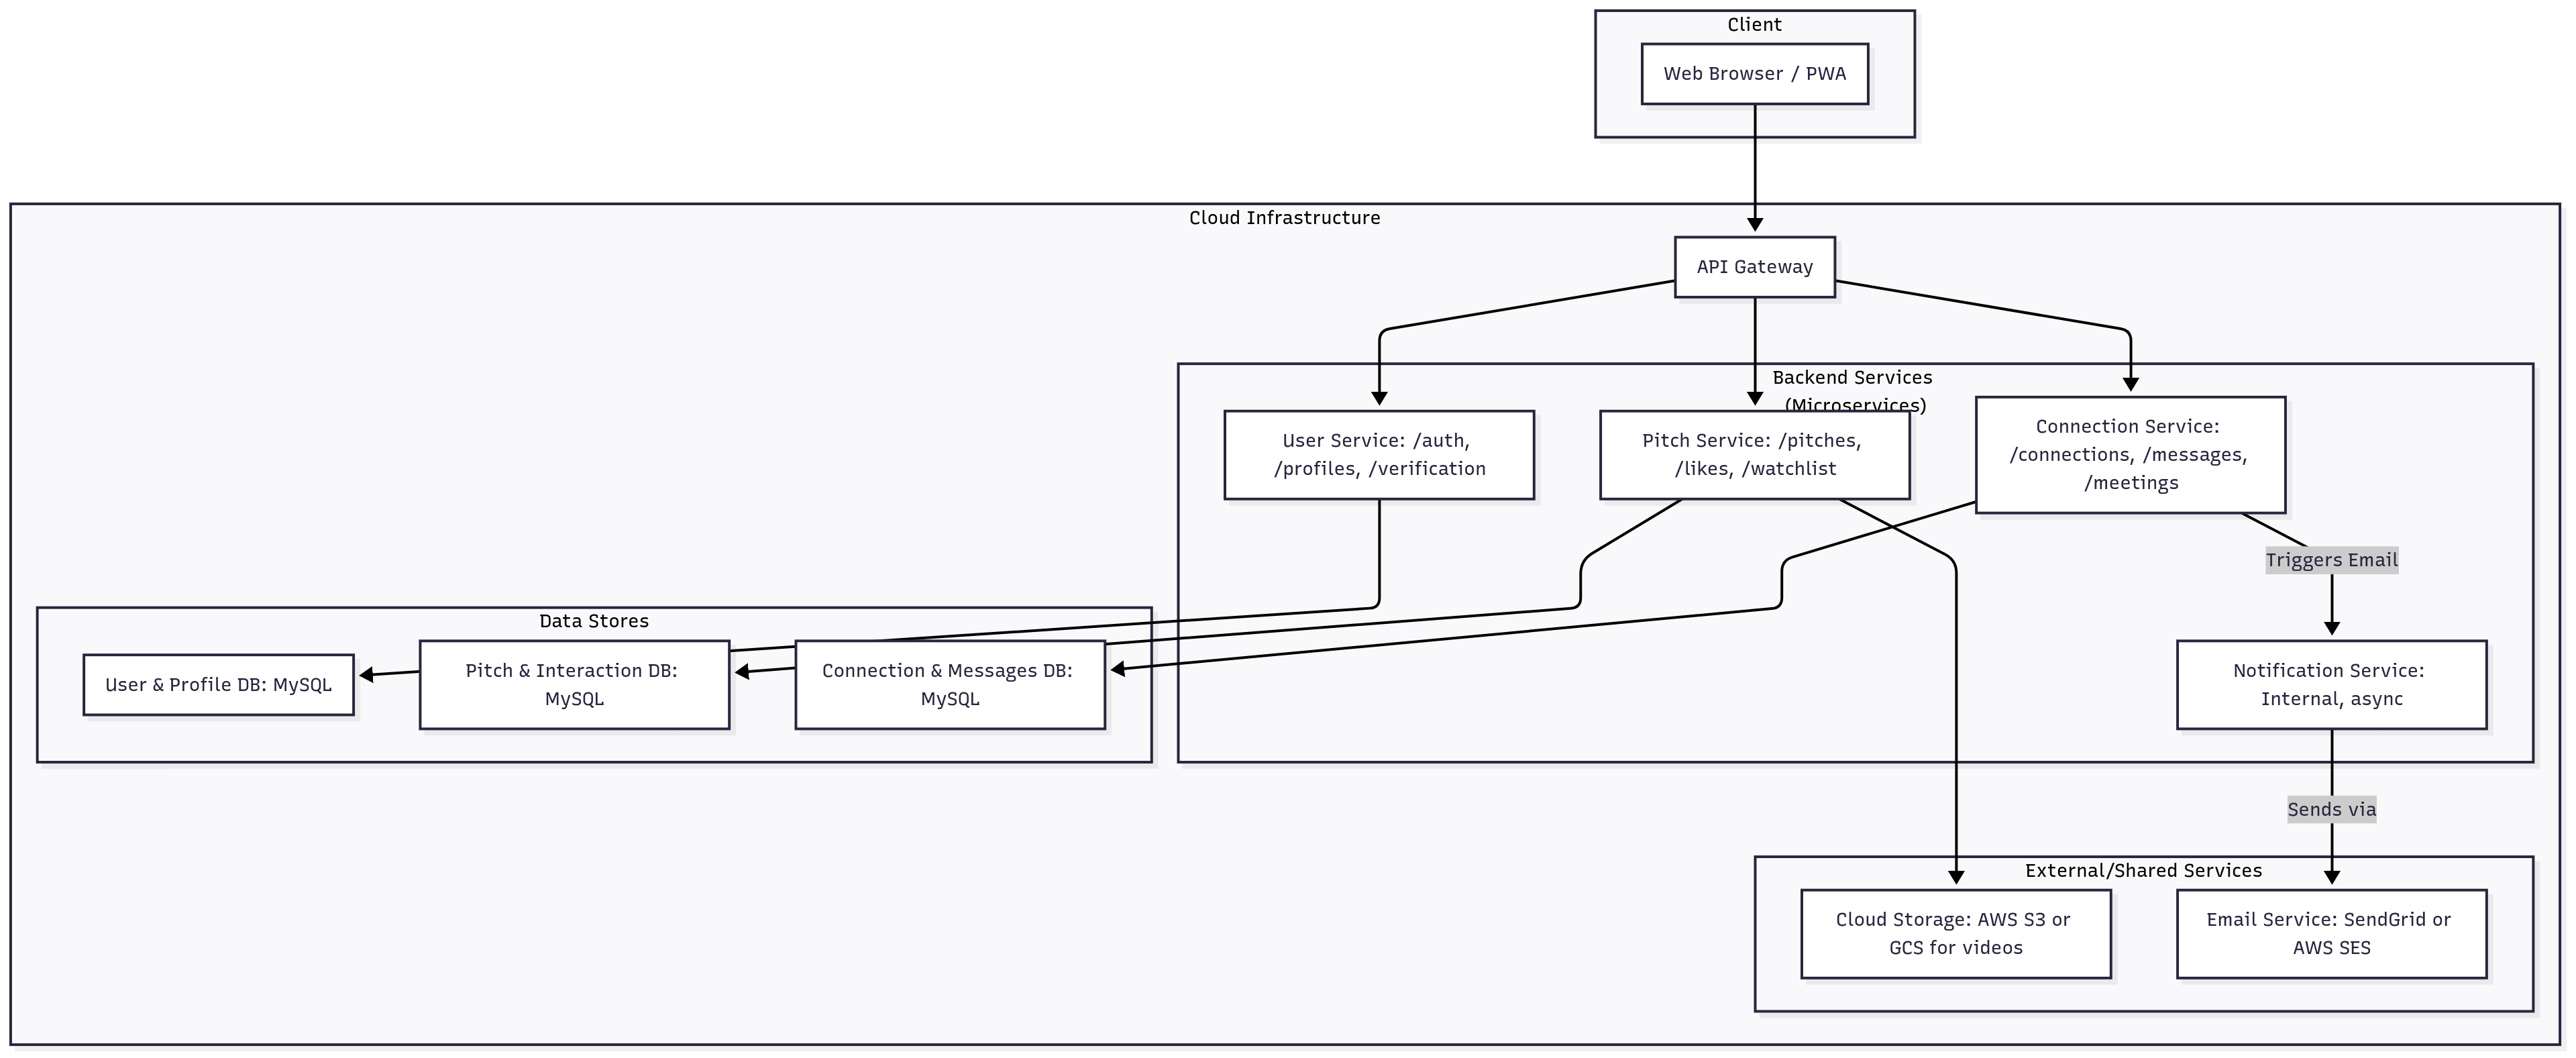 Client
Web Browser / PWA
Cloud Infrastructure
API Gateway
Backend Services
(Microservices)
User Service: /auth,
/profiles, /verification
Pitch Service: /pitches,
/likes, /watchlist
Connection Service:
/connections, /messages,
/meetings
Triggers Email
Data Stores
User & Profile DB: MySQL
Pitch & Interaction DB:
MySQL
Connection & Messages DB:
MySQL
Notification Service:
Internal, async
Sends via
External/Shared Services
Cloud Storage: AWS S3 or
GCS for videos
Email Service: SendGrid or
AWS SES